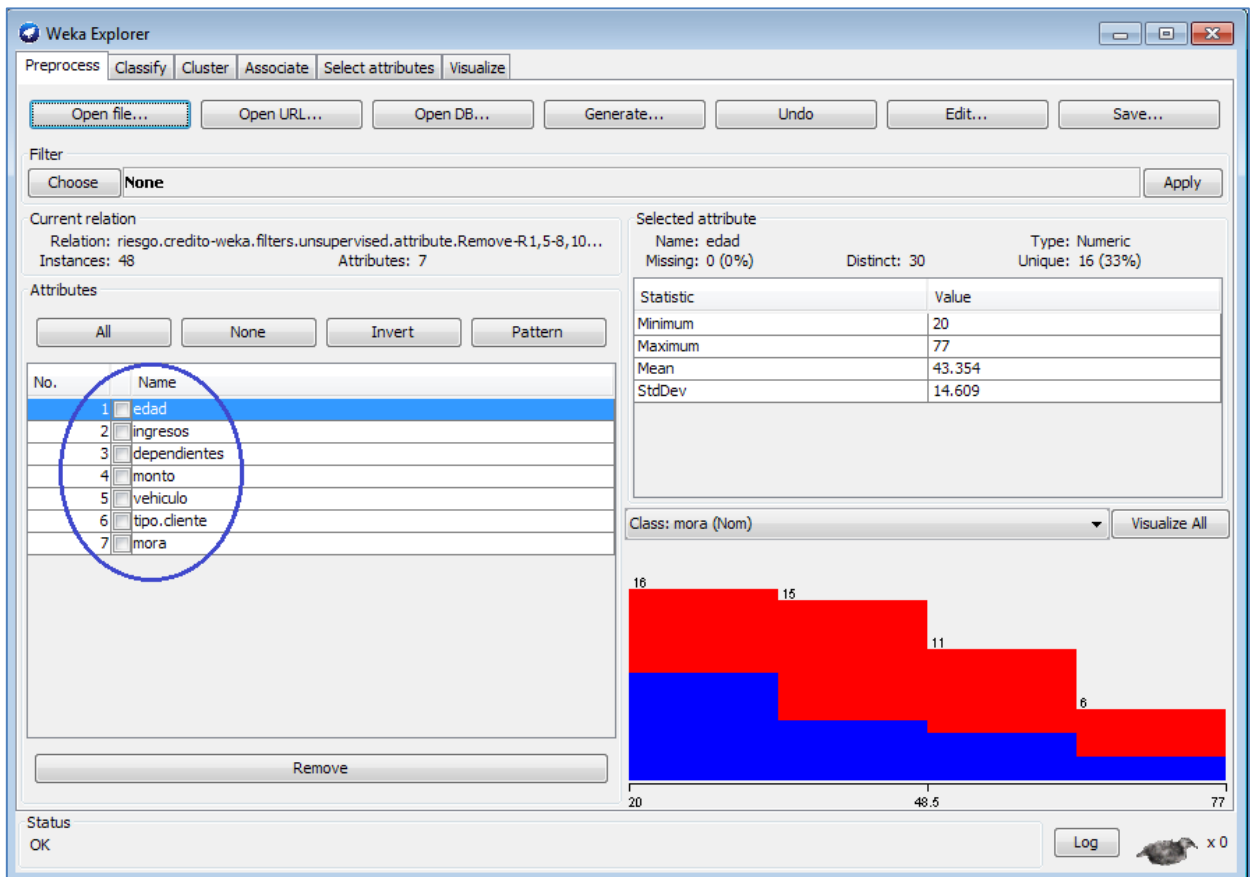 Weka Explorer
Preprocess Classify Cluster Associate Select attributes Visualize
Open file... Open URL... Open DB... Generate... Undo Edit... Save...
Filter
Choose None Apply
Current relation
Relation: riesgo.credito-weka.filters.unsupervised.attribute.Remove-R1,5-8,10...
Instances: 48 Attributes: 7
Attributes
All None Invert Pattern
No. Name
1 edad
2 ingresos
3 dependientes
4 monto
5 vehiculo
6 tipo.cliente
7 mora
Remove
Selected attribute
Name: edad Type: Numeric
Missing: 0 (0%) Distinct: 30 Unique: 16 (33%)
Statistic Value
Minimum 20
Maximum 77
Mean 43.354
StdDev 14.609
Class: mora (Nom) Visualize All
16
15
11
6
20 48.5 77
Status
OK
Log x 0